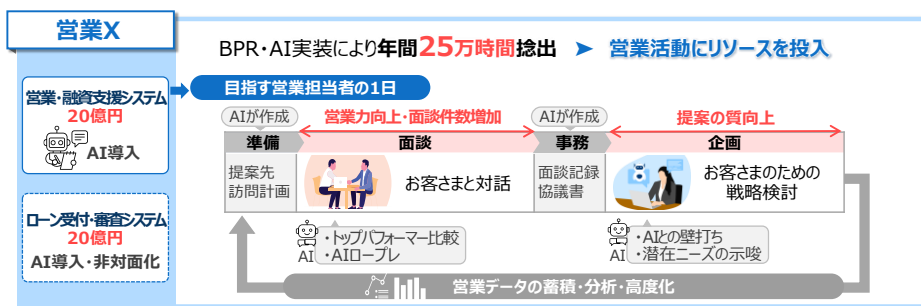 営業X
BPR・AI実装により年間25万時間捻出 ➤ 営業活動にリソースを投入
営業・融資支援システム
20億円
AI導入
ローン受付・審査システム
20億円
AI導入・非対面化
目指す営業担当者の1日
AIが作成
営業力向上・面談件数増加
AIが作成
提案の質向上
準備
面談
事務
企画
提案先
訪問計画
お客さまと対話
面談記録
協議書
お客さまのための
戦略検討
AI
・トップパフォーマー比較
・AIロープレ
AI
・AIとの壁打ち
・潜在ニーズの示唆
営業データの蓄積・分析・高度化